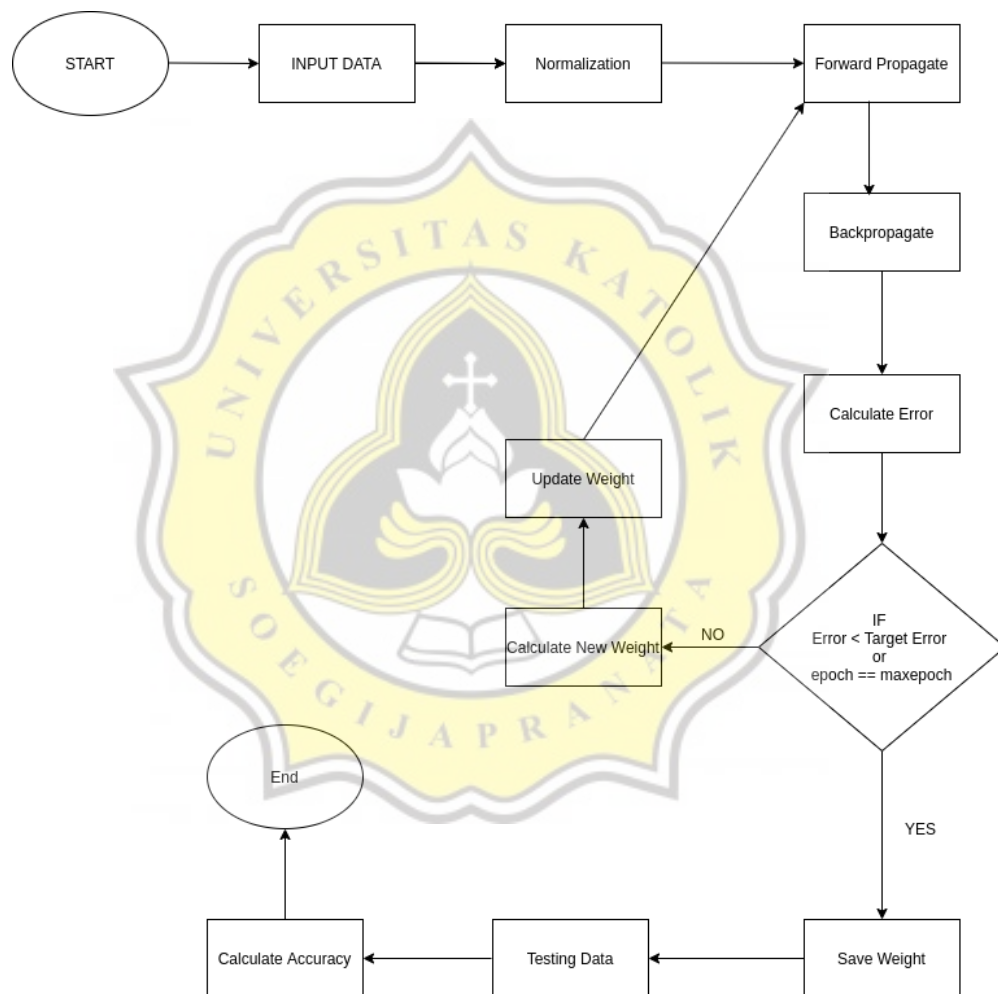 START
INPUT DATA
Normalization
Forward Propagate
Backpropagate
Calculate Error
IF
Error < Target Error
or
epoch == maxepoch
NO
Calculate New Weight
Update Weight
YES
Save Weight
Testing Data
Calculate Accuracy
End
UNIVERSITAS KATOLIK
SOEGIJAPRANATA